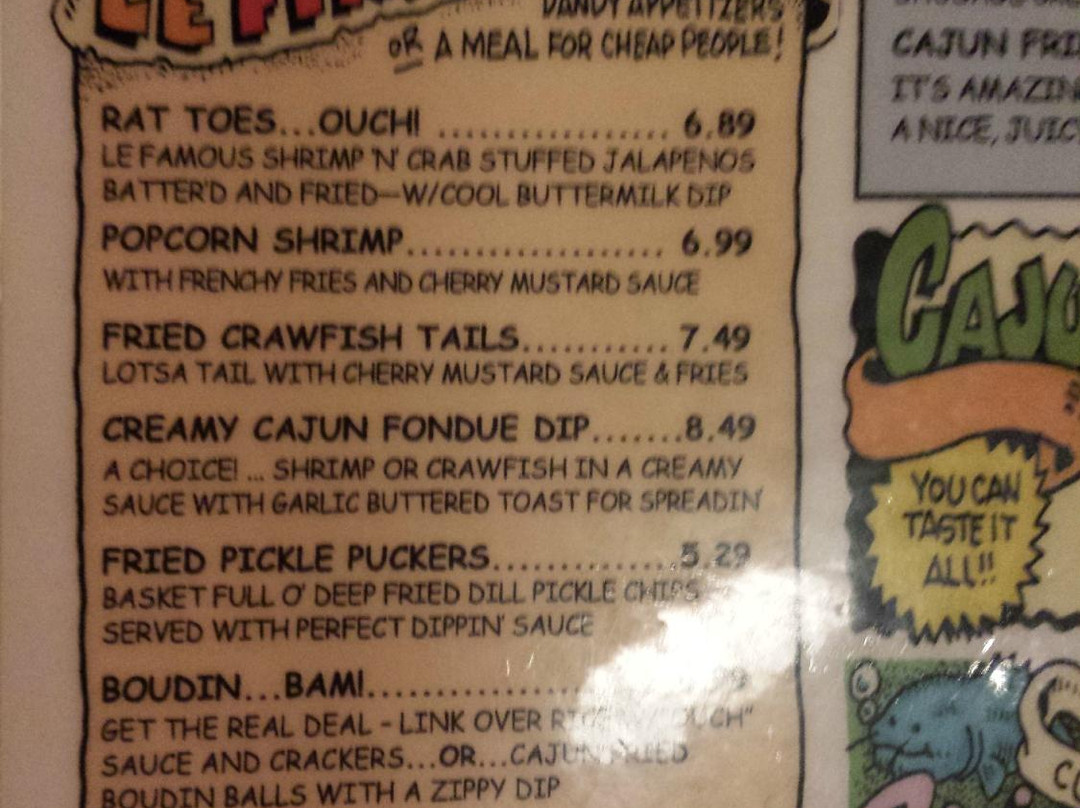 DANDY APPETIZERS
OR A MEAL FOR CHEAP PEOPLE!
RAT TOES...OUCH! .................. 6.89
LE FAMOUS SHRIMP 'N' CRAB STUFFED JALAPENOS
BATTER'D AND FRIED—W/COOL BUTTERMILK DIP
POPCORN SHRIMP.................... 6.99
WITH FRENCHY FRIES AND CHERRY MUSTARD SAUCE
FRIED CRAWFISH TAILS........... 7.49
LOTSA TAIL WITH CHERRY MUSTARD SAUCE & FRIES
CREAMY CAJUN FONDUE DIP.......8.49
A CHOICE! ... SHRIMP OR CRAWFISH IN A CREAMY
SAUCE WITH GARLIC BUTTERED TOAST FOR SPREADIN'
FRIED PICKLE PUCKERS..............5.29
BASKET FULL O' DEEP FRIED DILL PICKLE CHIPS
SERVED WITH PERFECT DIPPIN' SAUCE
BOUDIN...BAM!.................
GET THE REAL DEAL - LINK OVER "OUCH"
SAUCE AND CRACKERS...OR...CAJUN FRIED
BOUDIN BALLS WITH A ZIPPY DIP
CAJUN
IT'S
A NICE,
YOU CAN
TASTE IT
ALL!!